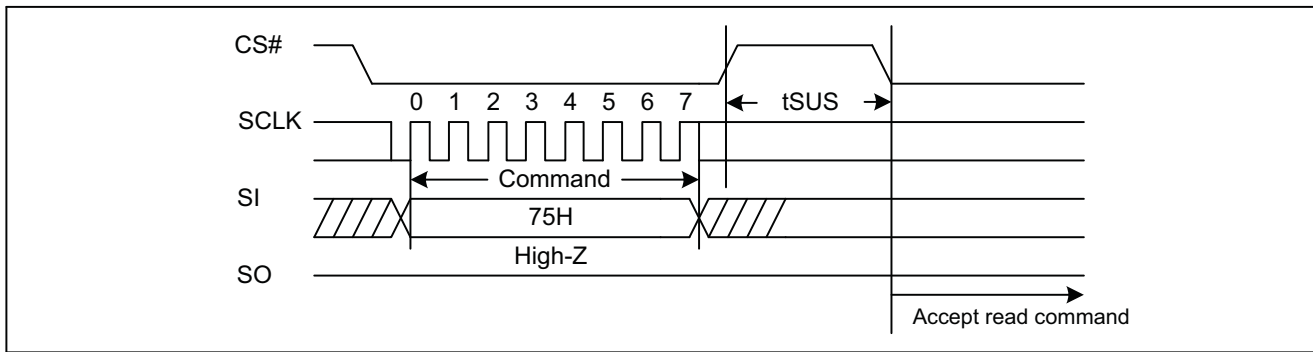 CS#
tSUS
0 1 2 3 4 5 6 7
SCLK
Command
SI
75H
High-Z
SO
Accept read command